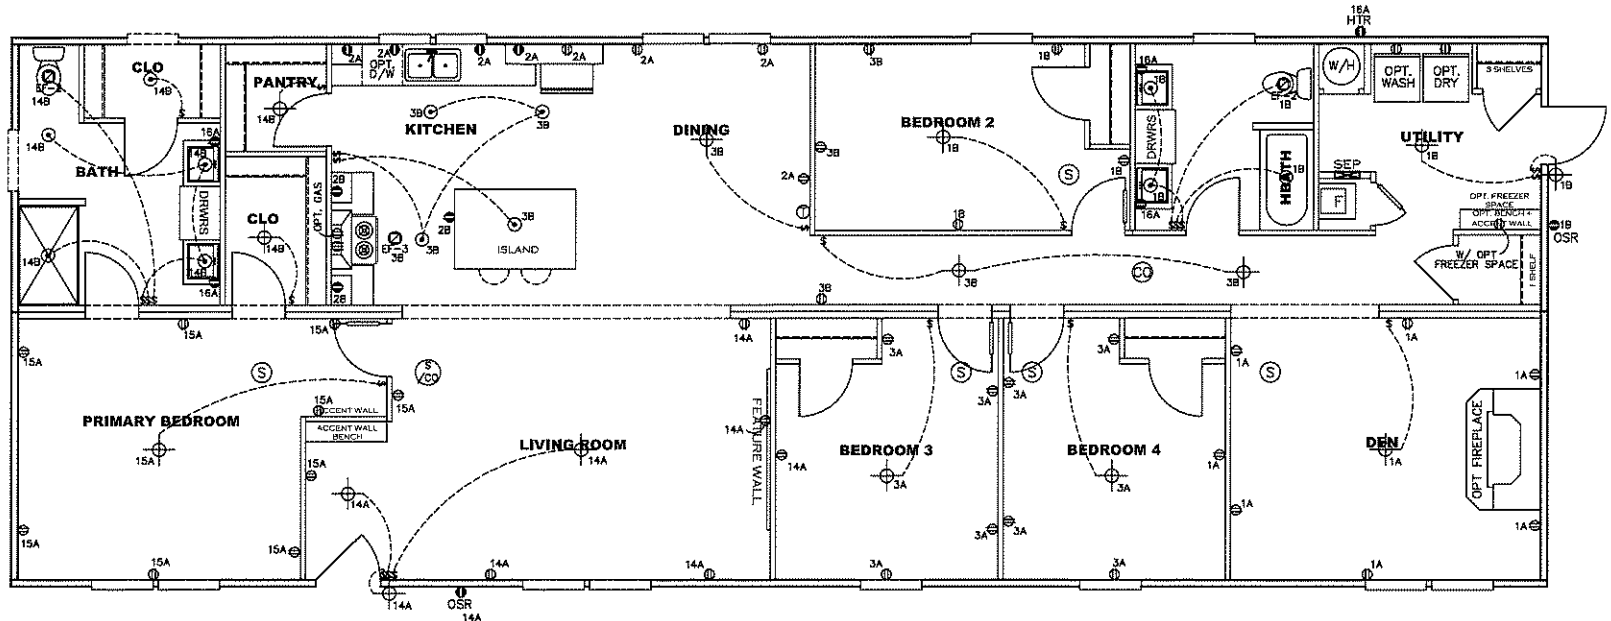 16A
HTR
CLO
14B
EF-1
14B
14B
BATH
16A
14B
DRWRS
14B
16A
14B
PANTRY
14B
CLO
14B
2A
2A
OPT.
D/W
2A
2A
2A
2A
2A
3B
3B
KITCHEN
DINING
3B
2B
OPT. GAS
2B
EF-3
3B
3B
2B
3B
ISLAND
2A
3B
3B
1B
BEDROOM 2
1B
3B
S
1B
1B
3B
3B
CO
3B
16A
1B
DRWRS
1B
16A
EF-2
1B
1B
HBATH
W/H
OPT.
WASH
OPT.
DRY
3 SHELVES
UTILITY
1B
SEP
F
1B
OPT. FREEZER
SPACE
OPT. BENCH +
ACCENT WALL
1B
OSR
W/ OPT
FREEZER SPACE
1 SHELF
15A
15A
S
15A
S
/CO
15A
15A
ACCENT WALL
ACCENT WALL
BENCH
PRIMARY BEDROOM
15A
15A
15A
15A
15A
LIVING ROOM
14A
14A
14A
14A
FEATURE WALL
14A
14A
14A
OSR
14A
14A
3A
S
3A
BEDROOM 3
3A
3A
3A
S
3A
3A
BEDROOM 4
3A
1A
3A
3A
1A
S
1A
1A
DEN
1A
OPT FIREPLACE
1A
1A
1A